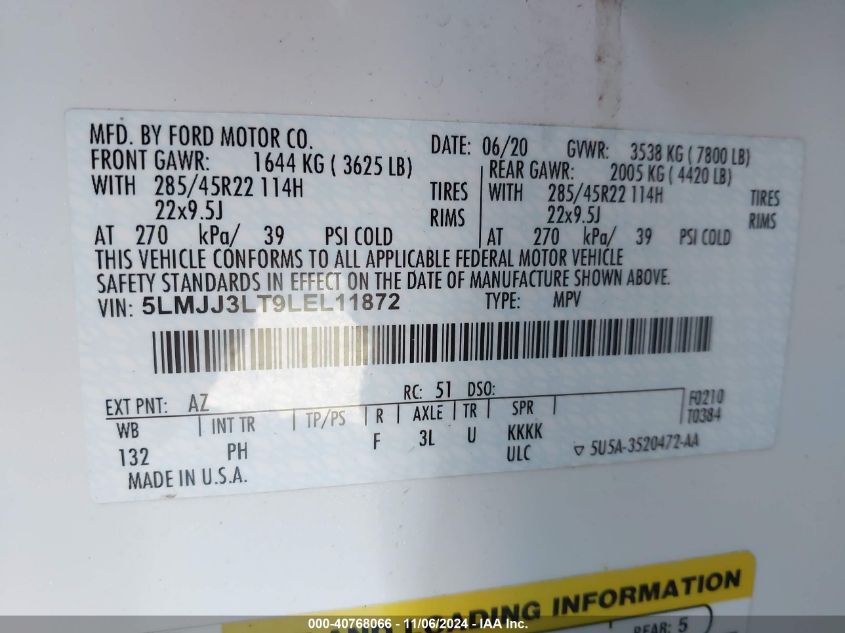 MFD. BY FORD MOTOR CO. DATE: 06/20 GVWR: 3538 KG ( 7800 LB)
FRONT GAWR: 1644 KG ( 3625 LB) REAR GAWR: 2005 KG ( 4420 LB)
WITH 285/45R22 114H TIRES WITH 285/45R22 114H TIRES
22x9.5J RIMS 22x9.5J RIMS
AT 270 kPa/ 39 PSI COLD AT 270 kPa/ 39 PSI COLD
THIS VEHICLE CONFORMS TO ALL APPLICABLE FEDERAL MOTOR VEHICLE
SAFETY STANDARDS IN EFFECT ON THE DATE OF MANUFACTURE SHOWN ABOVE.
VIN: 5LMJJ3LT9LEL11872 TYPE: MPV
EXT PNT: AZ RC: 51 DSO: F0210
WB INT TR TP/PS R AXLE TR SPR T0384
132 PH F 3L U KKKK
ULC ▽ 5U5A-3520472-AA
MADE IN U.S.A.
AND LOADING INFORMATION
REAR: 5
000-40768066 - 11/06/2024 - IAA Inc.